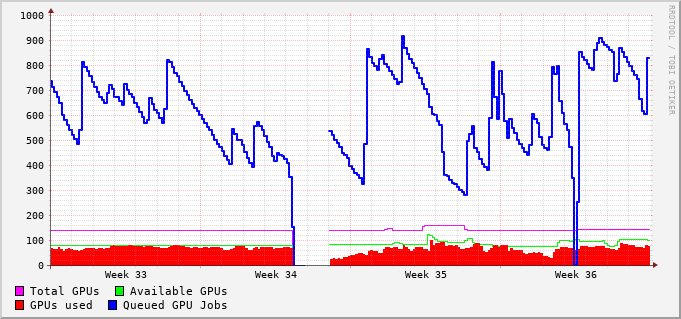 1000
900
800
700
600
500
400
300
200
100
0
Week 33 Week 34 Week 35 Week 36
Total GPUs Available GPUs
GPUs used Queued GPU Jobs
RRDTOOL / TOBI OETIKER